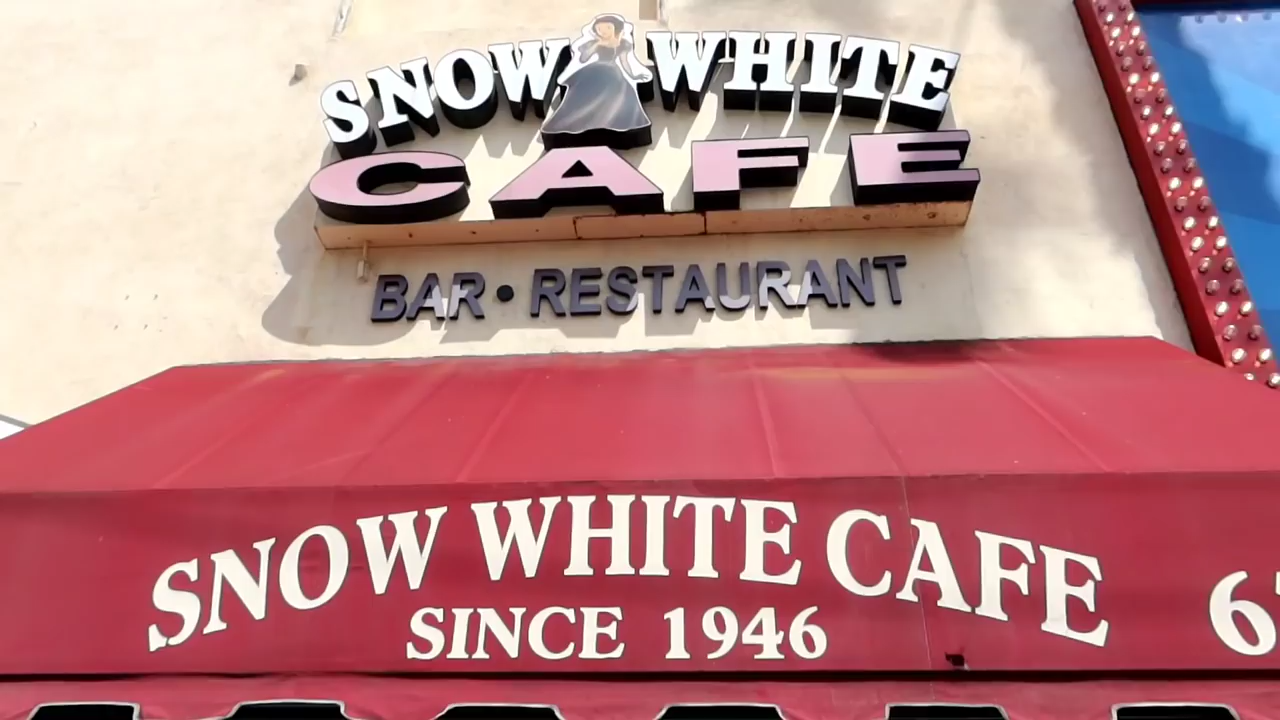 SNOW WHITE
CAFE
BAR • RESTAURANT
SNOW WHITE CAFE
SINCE 1946